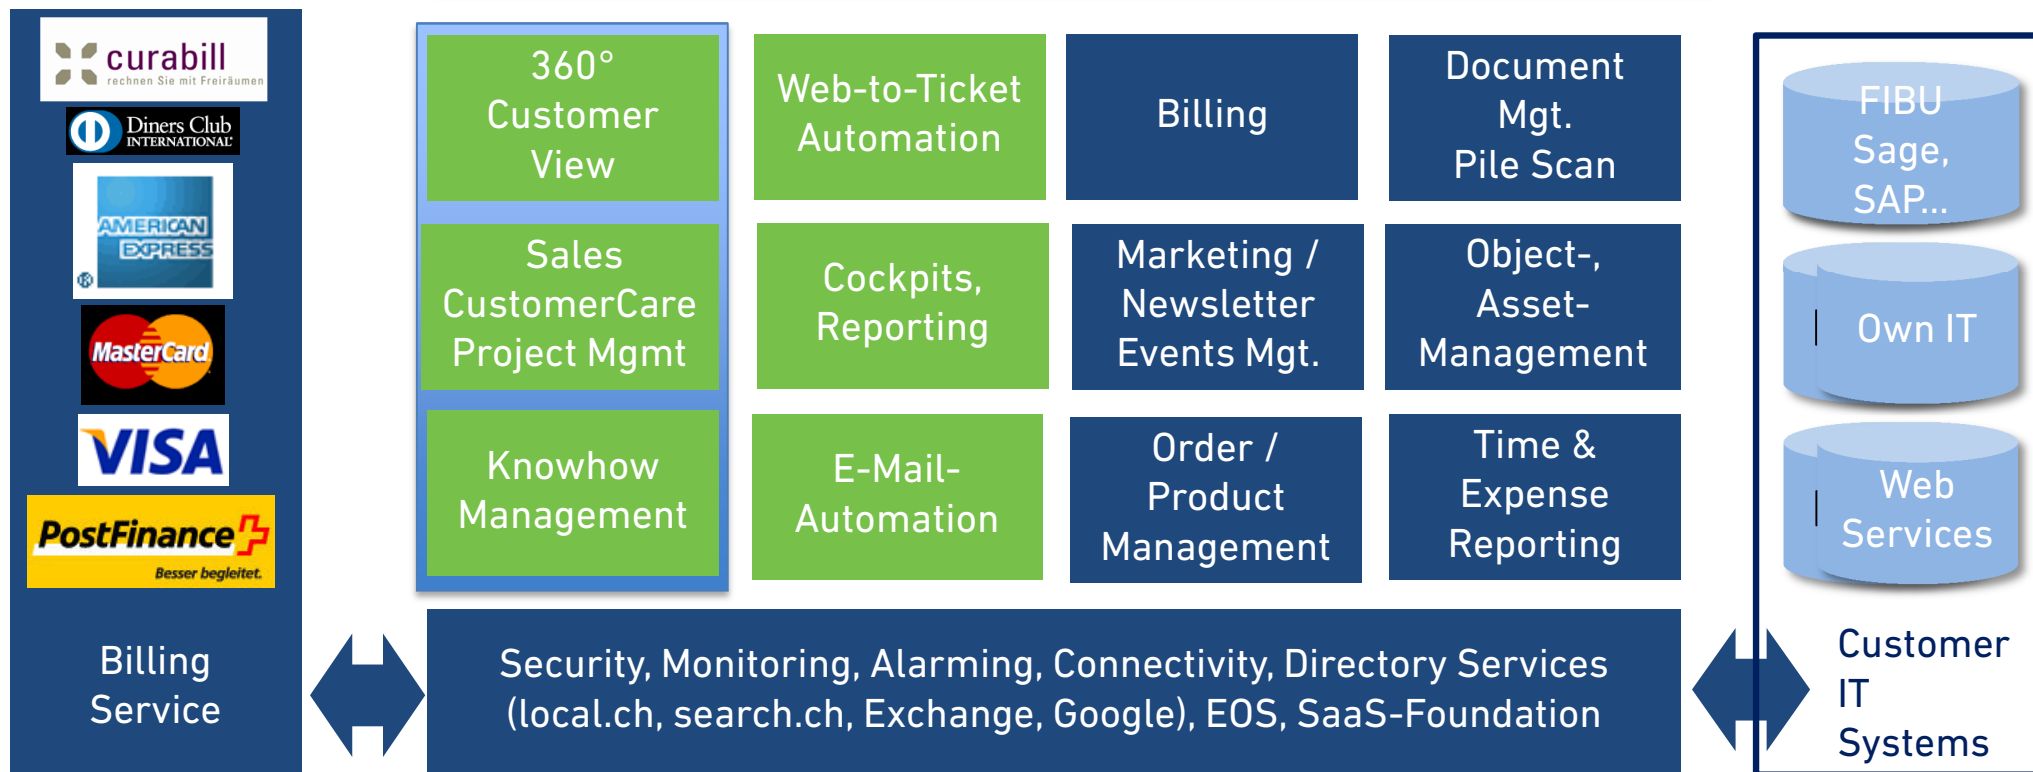 curabill
rechnen Sie mit Freiräumen
Diners Club
INTERNATIONAL®
AMERICAN
EXPRESS
®
MasterCard
VISA
PostFinance
Besser begleitet.
Billing
Service
360°
Customer
View
Web-to-Ticket
Automation
Billing
Document
Mgt.
Pile Scan
Sales
CustomerCare
Project Mgmt
Cockpits,
Reporting
Marketing /
Newsletter
Events Mgt.
Object-,
Asset-
Management
Knowhow
Management
E-Mail-
Automation
Order /
Product
Management
Time &
Expense
Reporting
Security, Monitoring, Alarming, Connectivity, Directory Services
(local.ch, search.ch, Exchange, Google), EOS, SaaS-Foundation
FIBU
Sage,
SAP...
Own IT
Web
Services
Customer
IT
Systems